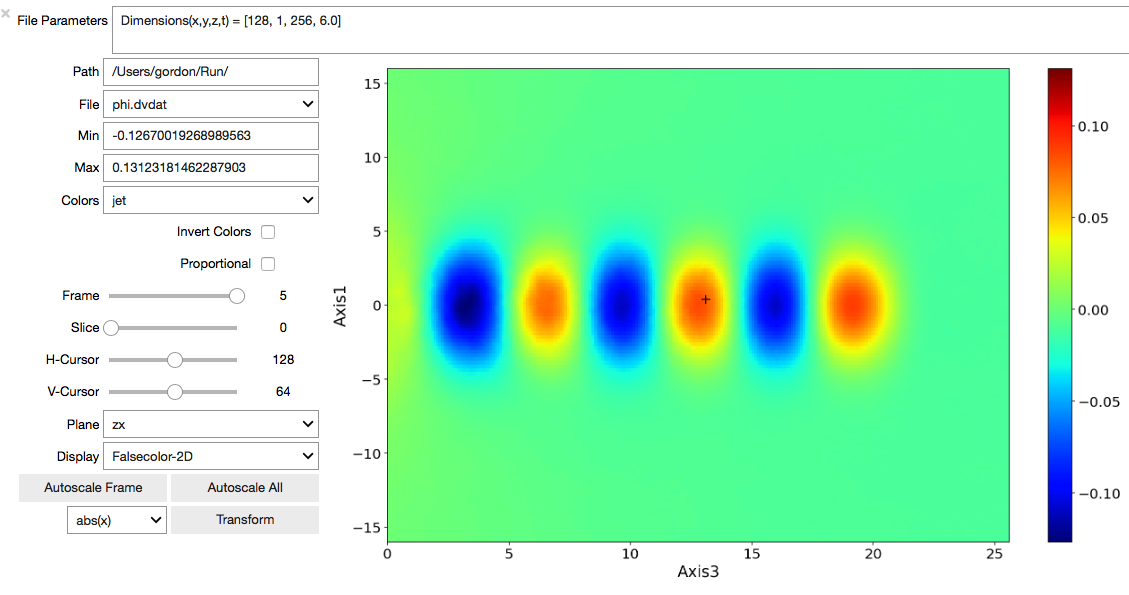 File Parameters Dimensions(x,y,z,t) = [128, 1, 256, 6.0]
Path /Users/gordon/Run/
File phi.dvdat
Min -0.12670019268989563
Max 0.13123181462287903
Colors jet
Invert Colors
Proportional
Frame 5
Slice 0
H-Cursor 128
V-Cursor 64
Plane zx
Display Falsecolor-2D
Autoscale Frame Autoscale All
abs(x) Transform
Axis1
15
10
5
0
−5
−10
−15
0 5 10 15 20 25
Axis3
0.10
0.05
0.00
−0.05
−0.10